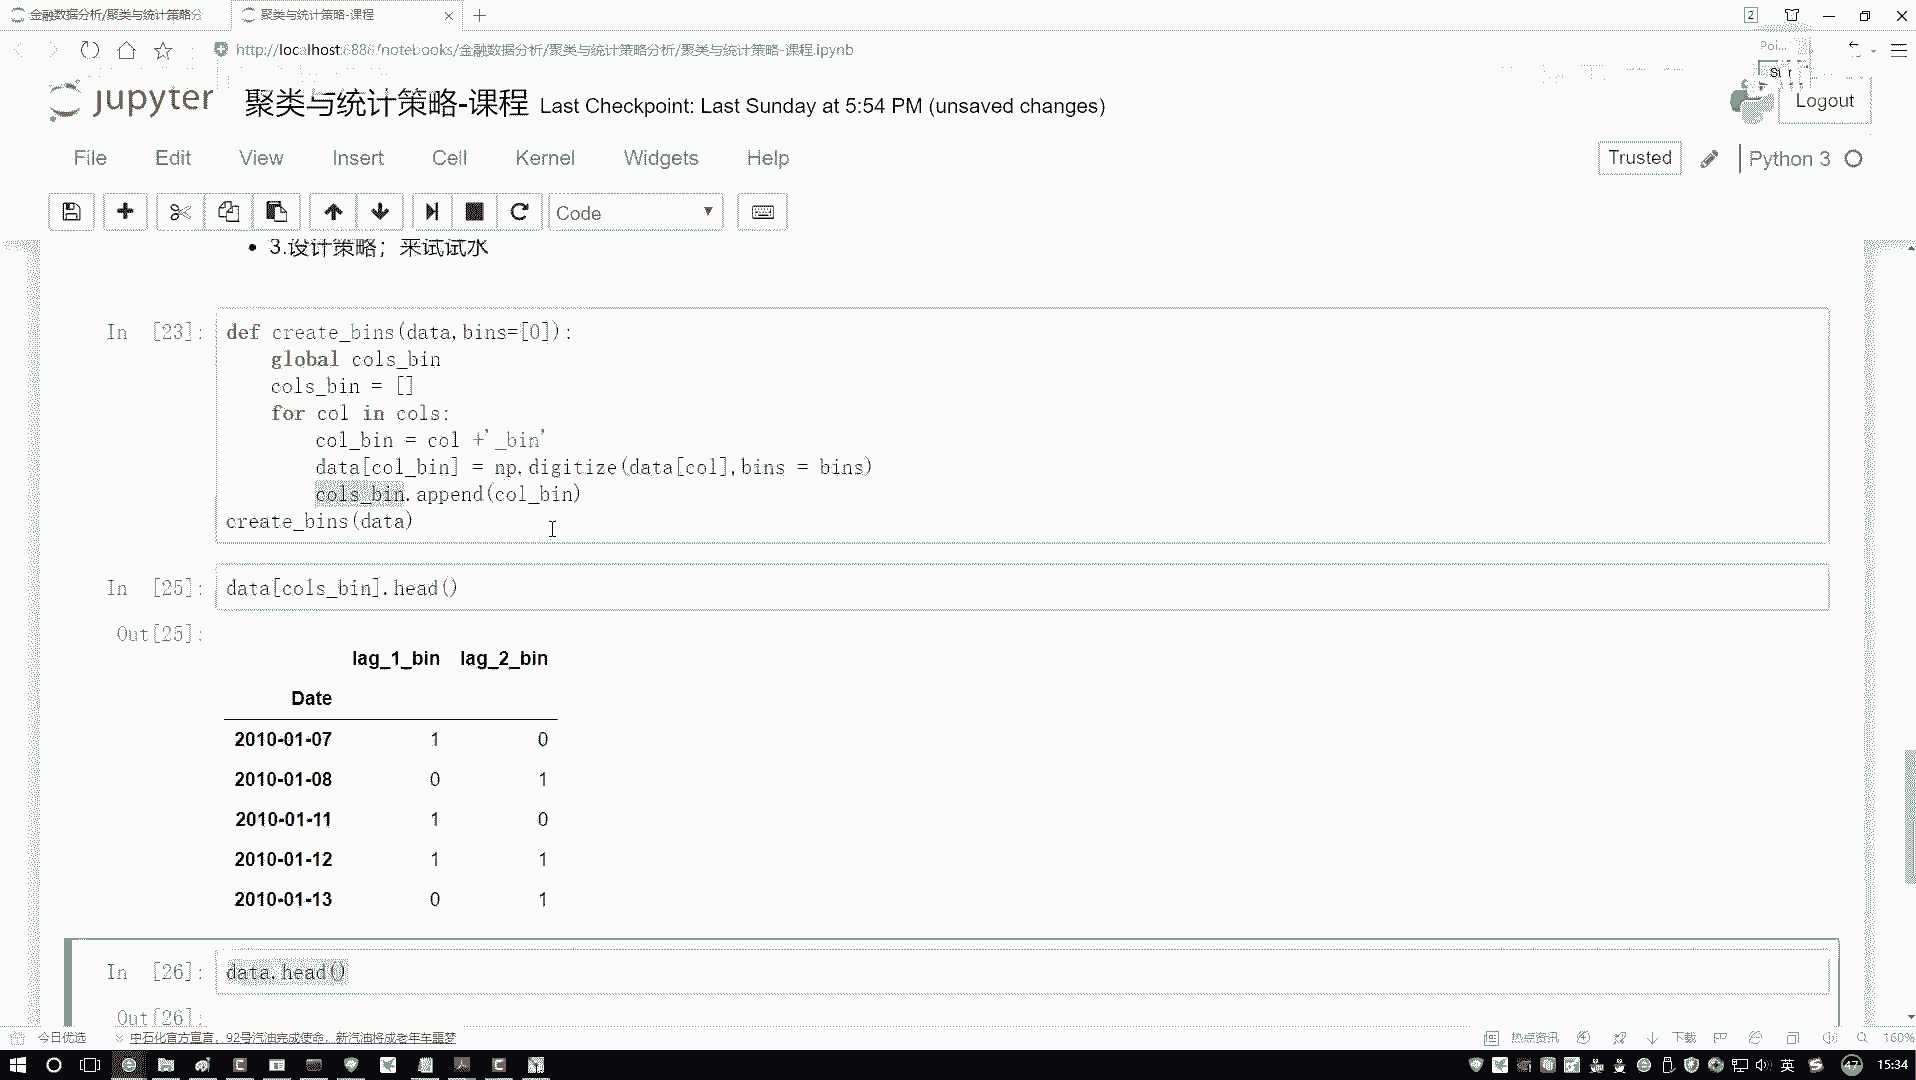 金融数据分析/聚类与统计策略分
聚类与统计策略-课程
2
http://localhost:8886/notebooks/金融数据分析/聚类与统计策略分析/聚类与统计策略-课程.ipynb
Poi...
jupyter
聚类与统计策略-课程 Last Checkpoint: Last Sunday at 5:54 PM (unsaved changes)
Logout
File Edit View Insert Cell Kernel Widgets Help
Trusted
Python 3
Code
3.设计策略；来试试水
In [23]:
def create_bins(data,bins=[0]):
global cols_bin
cols_bin = []
for col in cols:
col_bin = col +'_bin'
data[col_bin] = np.digitize(data[col],bins = bins)
cols_bin.append(col_bin)
create_bins(data)
In [25]:
data[cols_bin].head()
Out[25]:
lag_1_bin lag_2_bin
Date
2010-01-07 1 0
2010-01-08 0 1
2010-01-11 1 0
2010-01-12 1 1
2010-01-13 0 1
In [26]:
data.head()
Out[26]:
今日优选
中石化官方宣言，92号汽油完成使命，新汽油将成老年车噩梦
热点资讯
下载
160%
英
47
15:34